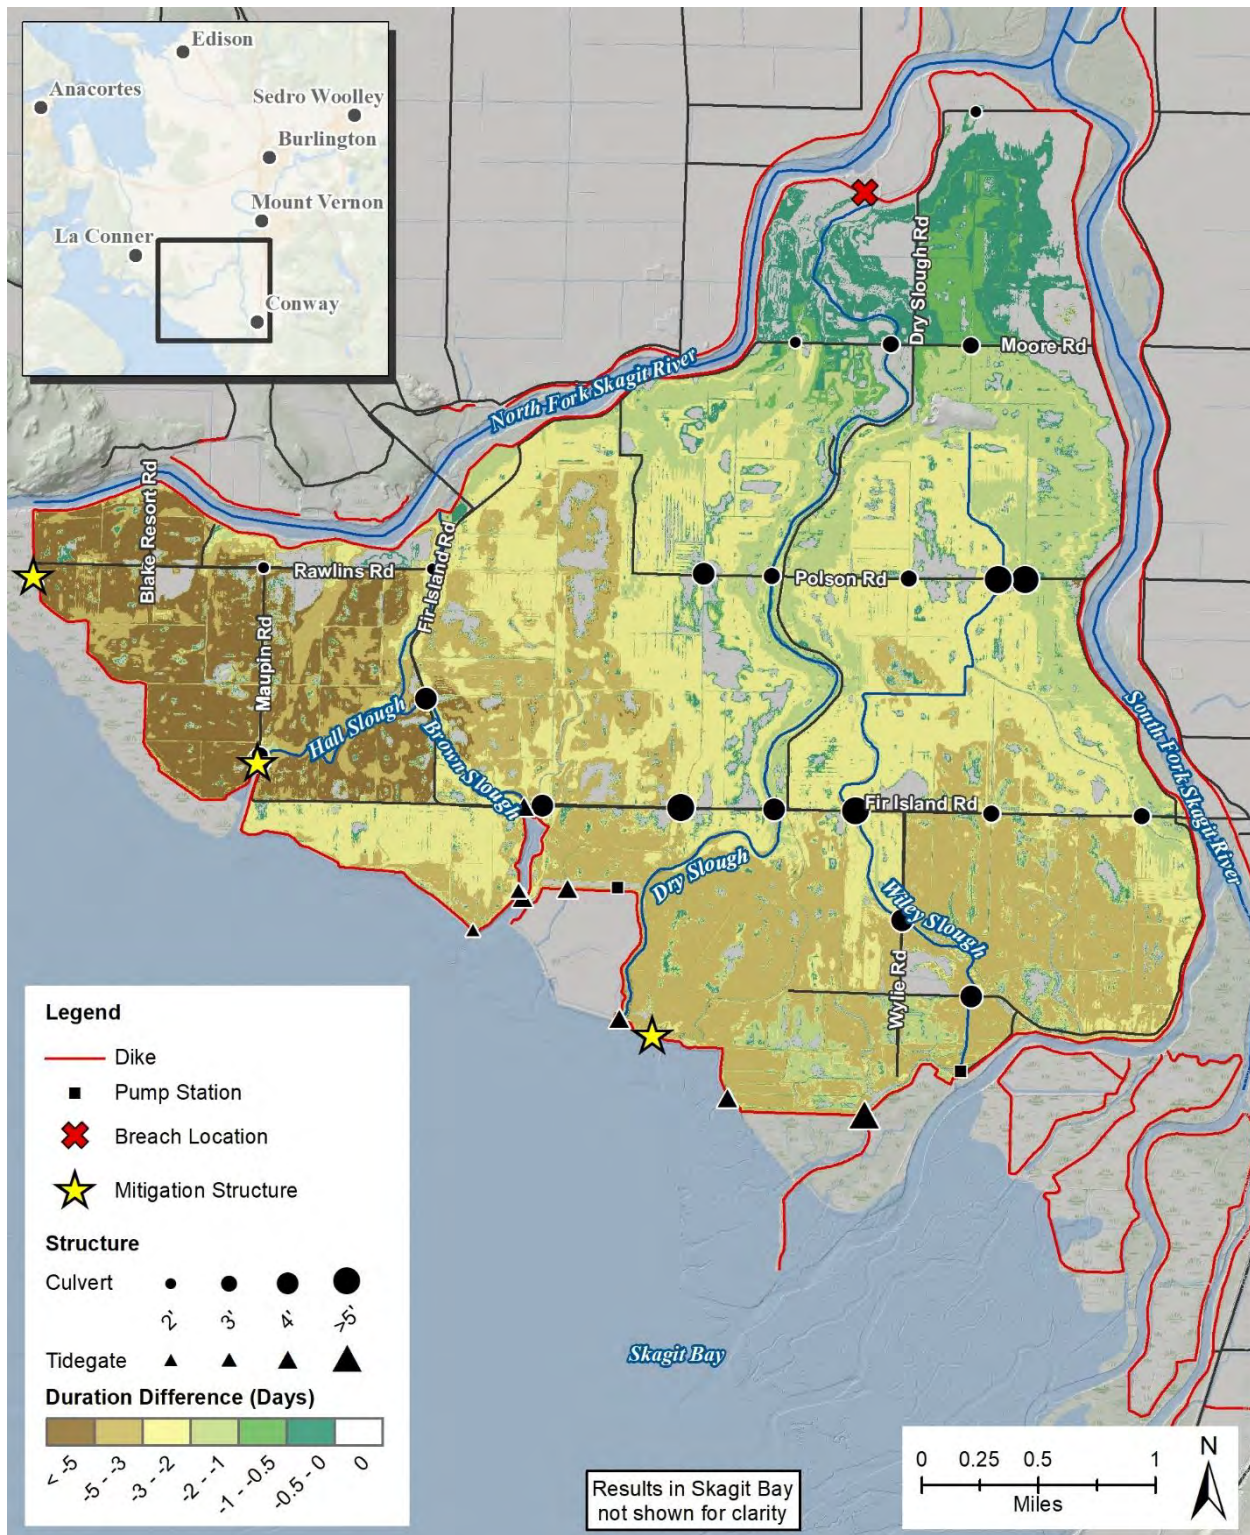 Edison
Anacortes
Sedro Woolley
Burlington
Mount Vernon
La Conner
Conway
Dry Slough Rd
Moore Rd
North Fork Skagit River
Blake Resort Rd
Rawlins Rd
Fir Island Rd
Polson Rd
Maupin Rd
Hall Slough
Brown Slough
South Fork Skagit River
Fir Island Rd
Dry Slough
Wiley Slough
Wylie Rd
Skagit Bay
Legend
Dike
Pump Station
Breach Location
Mitigation Structure
Structure
Culvert
2' 3' 4' >5'
Tidegate
Duration Difference (Days)
< -5
-5 - -3
-3 - -2
-2 - -1
-1 - -0.5
-0.5 - 0
0
Results in Skagit Bay
not shown for clarity
0 0.25 0.5 1
Miles
N